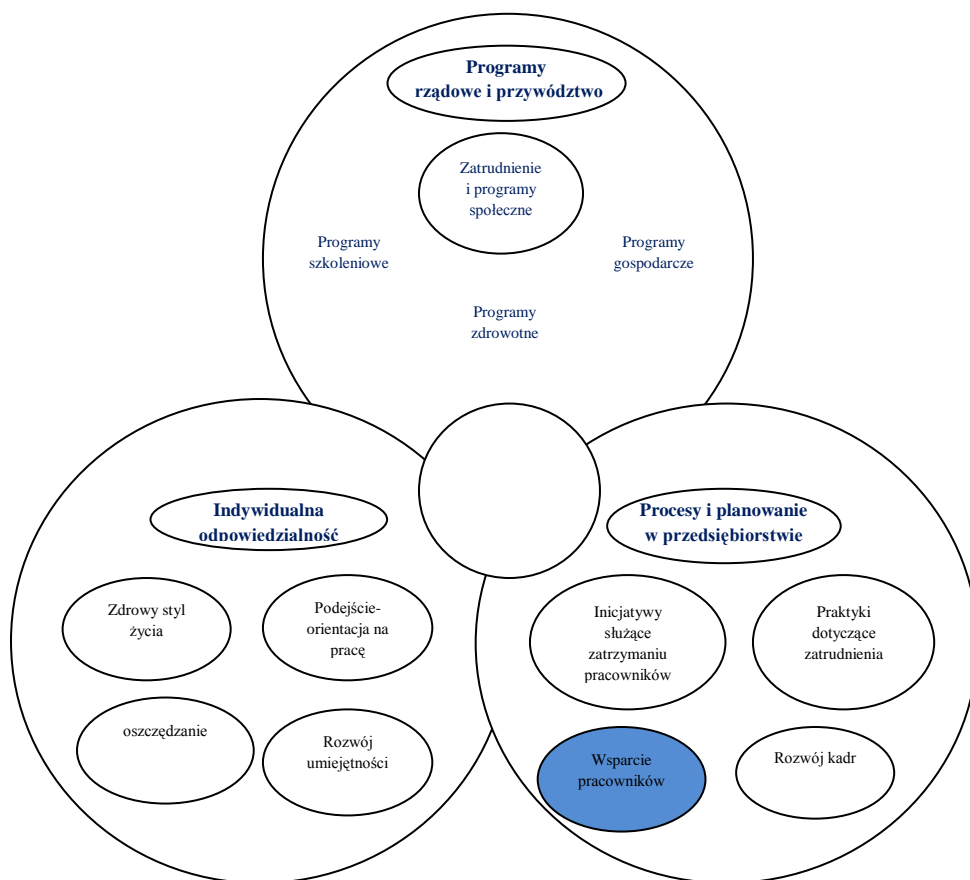 Programy
rządowe i przywództwo
Zatrudnienie
i programy
społeczne
Programy
szkoleniowe
Programy
gospodarcze
Programy
zdrowotne
Indywidualna
odpowiedzialność
Procesy i planowanie
w przedsiębiorstwie
Zdrowy styl
życia
Podejście-
orientacja na
pracę
Inicjatywy
służące
zatrzymaniu
pracowników
Praktyki
dotyczące
zatrudnienia
oszczędzanie
Rozwój
umiejętności
Wsparcie
pracowników
Rozwój kadr